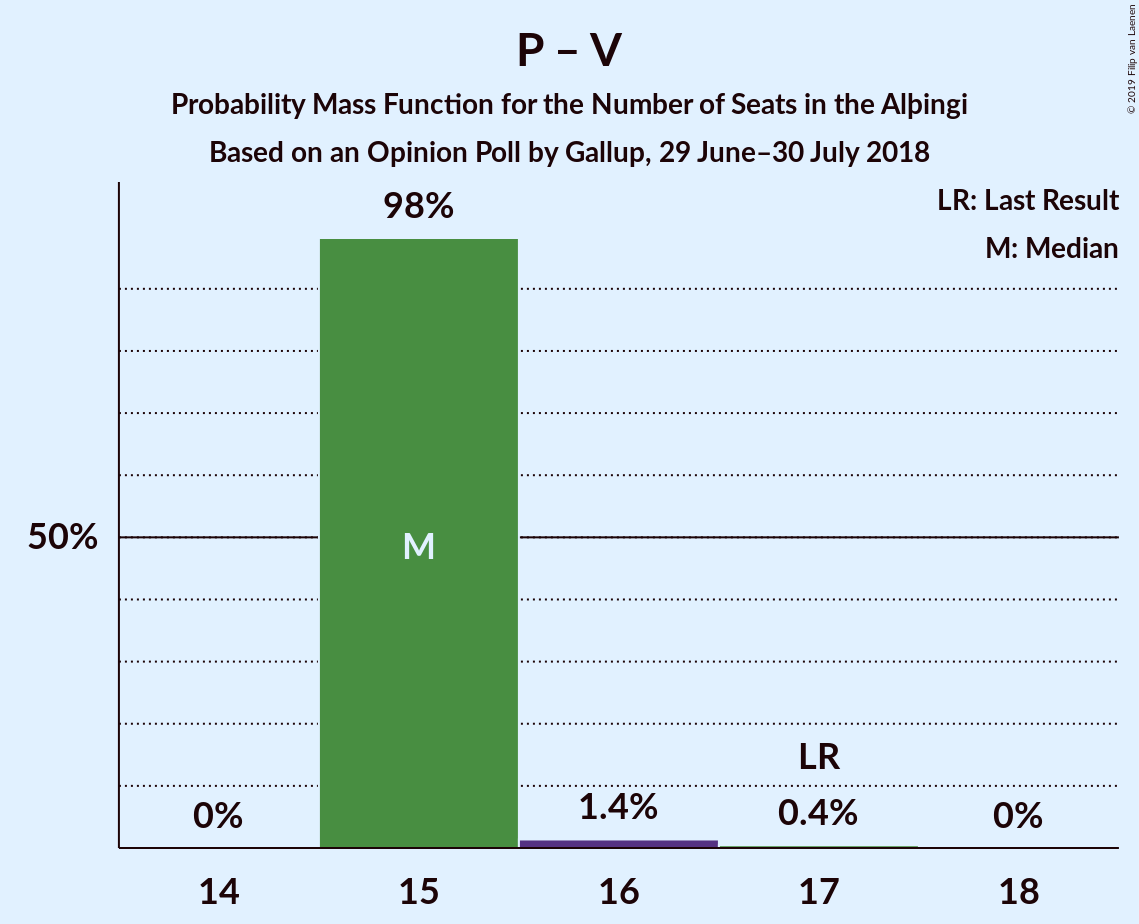 P – V
Probability Mass Function for the Number of Seats in the Alþingi
Based on an Opinion Poll by Gallup, 29 June–30 July 2018
© 2019 Filip van Laenen
LR: Last Result
M: Median
98%
50%
M
LR
0%
1.4%
0.4%
0%
14
15
16
17
18